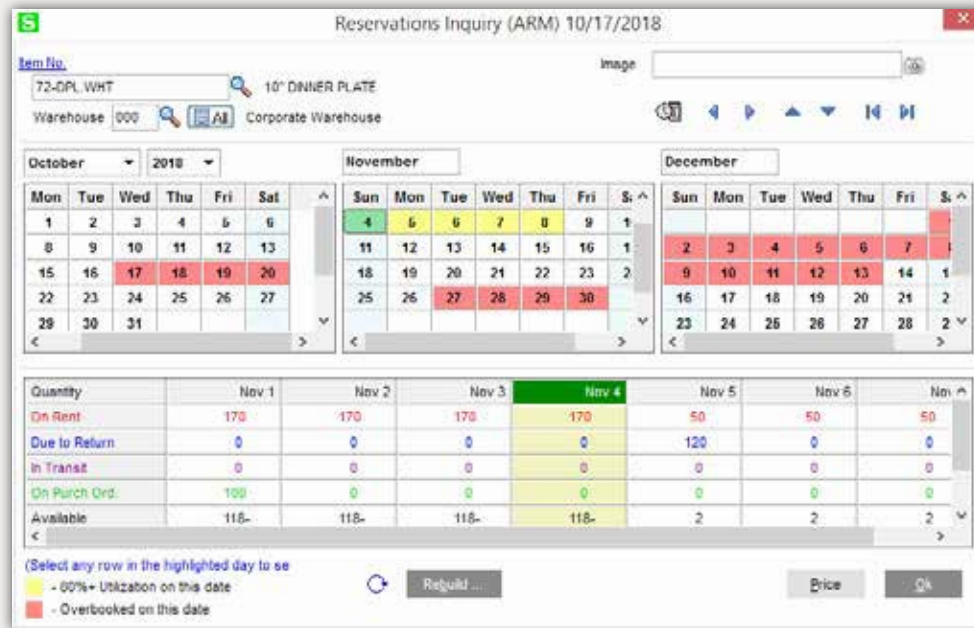 S
Reservations Inquiry (ARM) 10/17/2018
Item No.
Image
72-DPL.WHT
10" DINNER PLATE
Warehouse
000
All
Corporate Warehouse
October 2018
November
December
Mon Tue Wed Thu Fri Sat
1 2 3 4 5 6
8 9 10 11 12 13
15 16 17 18 19 20
22 23 24 25 26 27
29 30 31
Sun Mon Tue Wed Thu Fri
4 5 6 7 8 9
11 12 13 14 15 16
18 19 20 21 22 23
25 26 27 28 29 30
Sun Mon Tue Wed Thu Fri
2 3 4 5 6 7
9 10 11 12 13 14
16 17 18 19 20 21
23 24 25 26 27 28
Quantity Nov 1 Nov 2 Nov 3 Nov 4 Nov 5 Nov 6
On Rent 170 170 170 170 50 50 50
Due to Return 0 0 0 0 120 0 0
In Transit 0 0 0 0 0 0 0
On Purch Ord. 100 0 0 0 0 0 0
Available 118- 118- 118- 118- 2 2 2
(Select any row in the highlighted day to se
- 80%+ Utilization on this date
- Overbooked on this date
Rebuild ...
Price
Ok